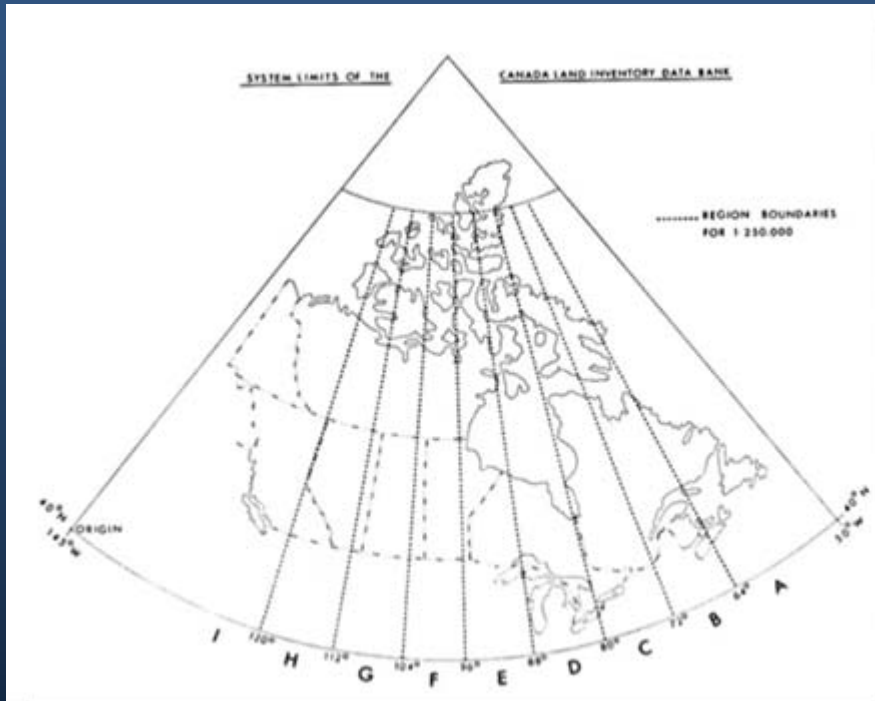 SYSTEM LIMITS OF THE CANADA LAND INVENTORY DATA BANK
REGION BOUNDARIES
FOR 1:250.000
40°N
ORIGIN
145°W
40°N
50°W
I
120°
H
112°
G
104°
F
96°
E
88°
D
80°
C
72°
B
64°
A